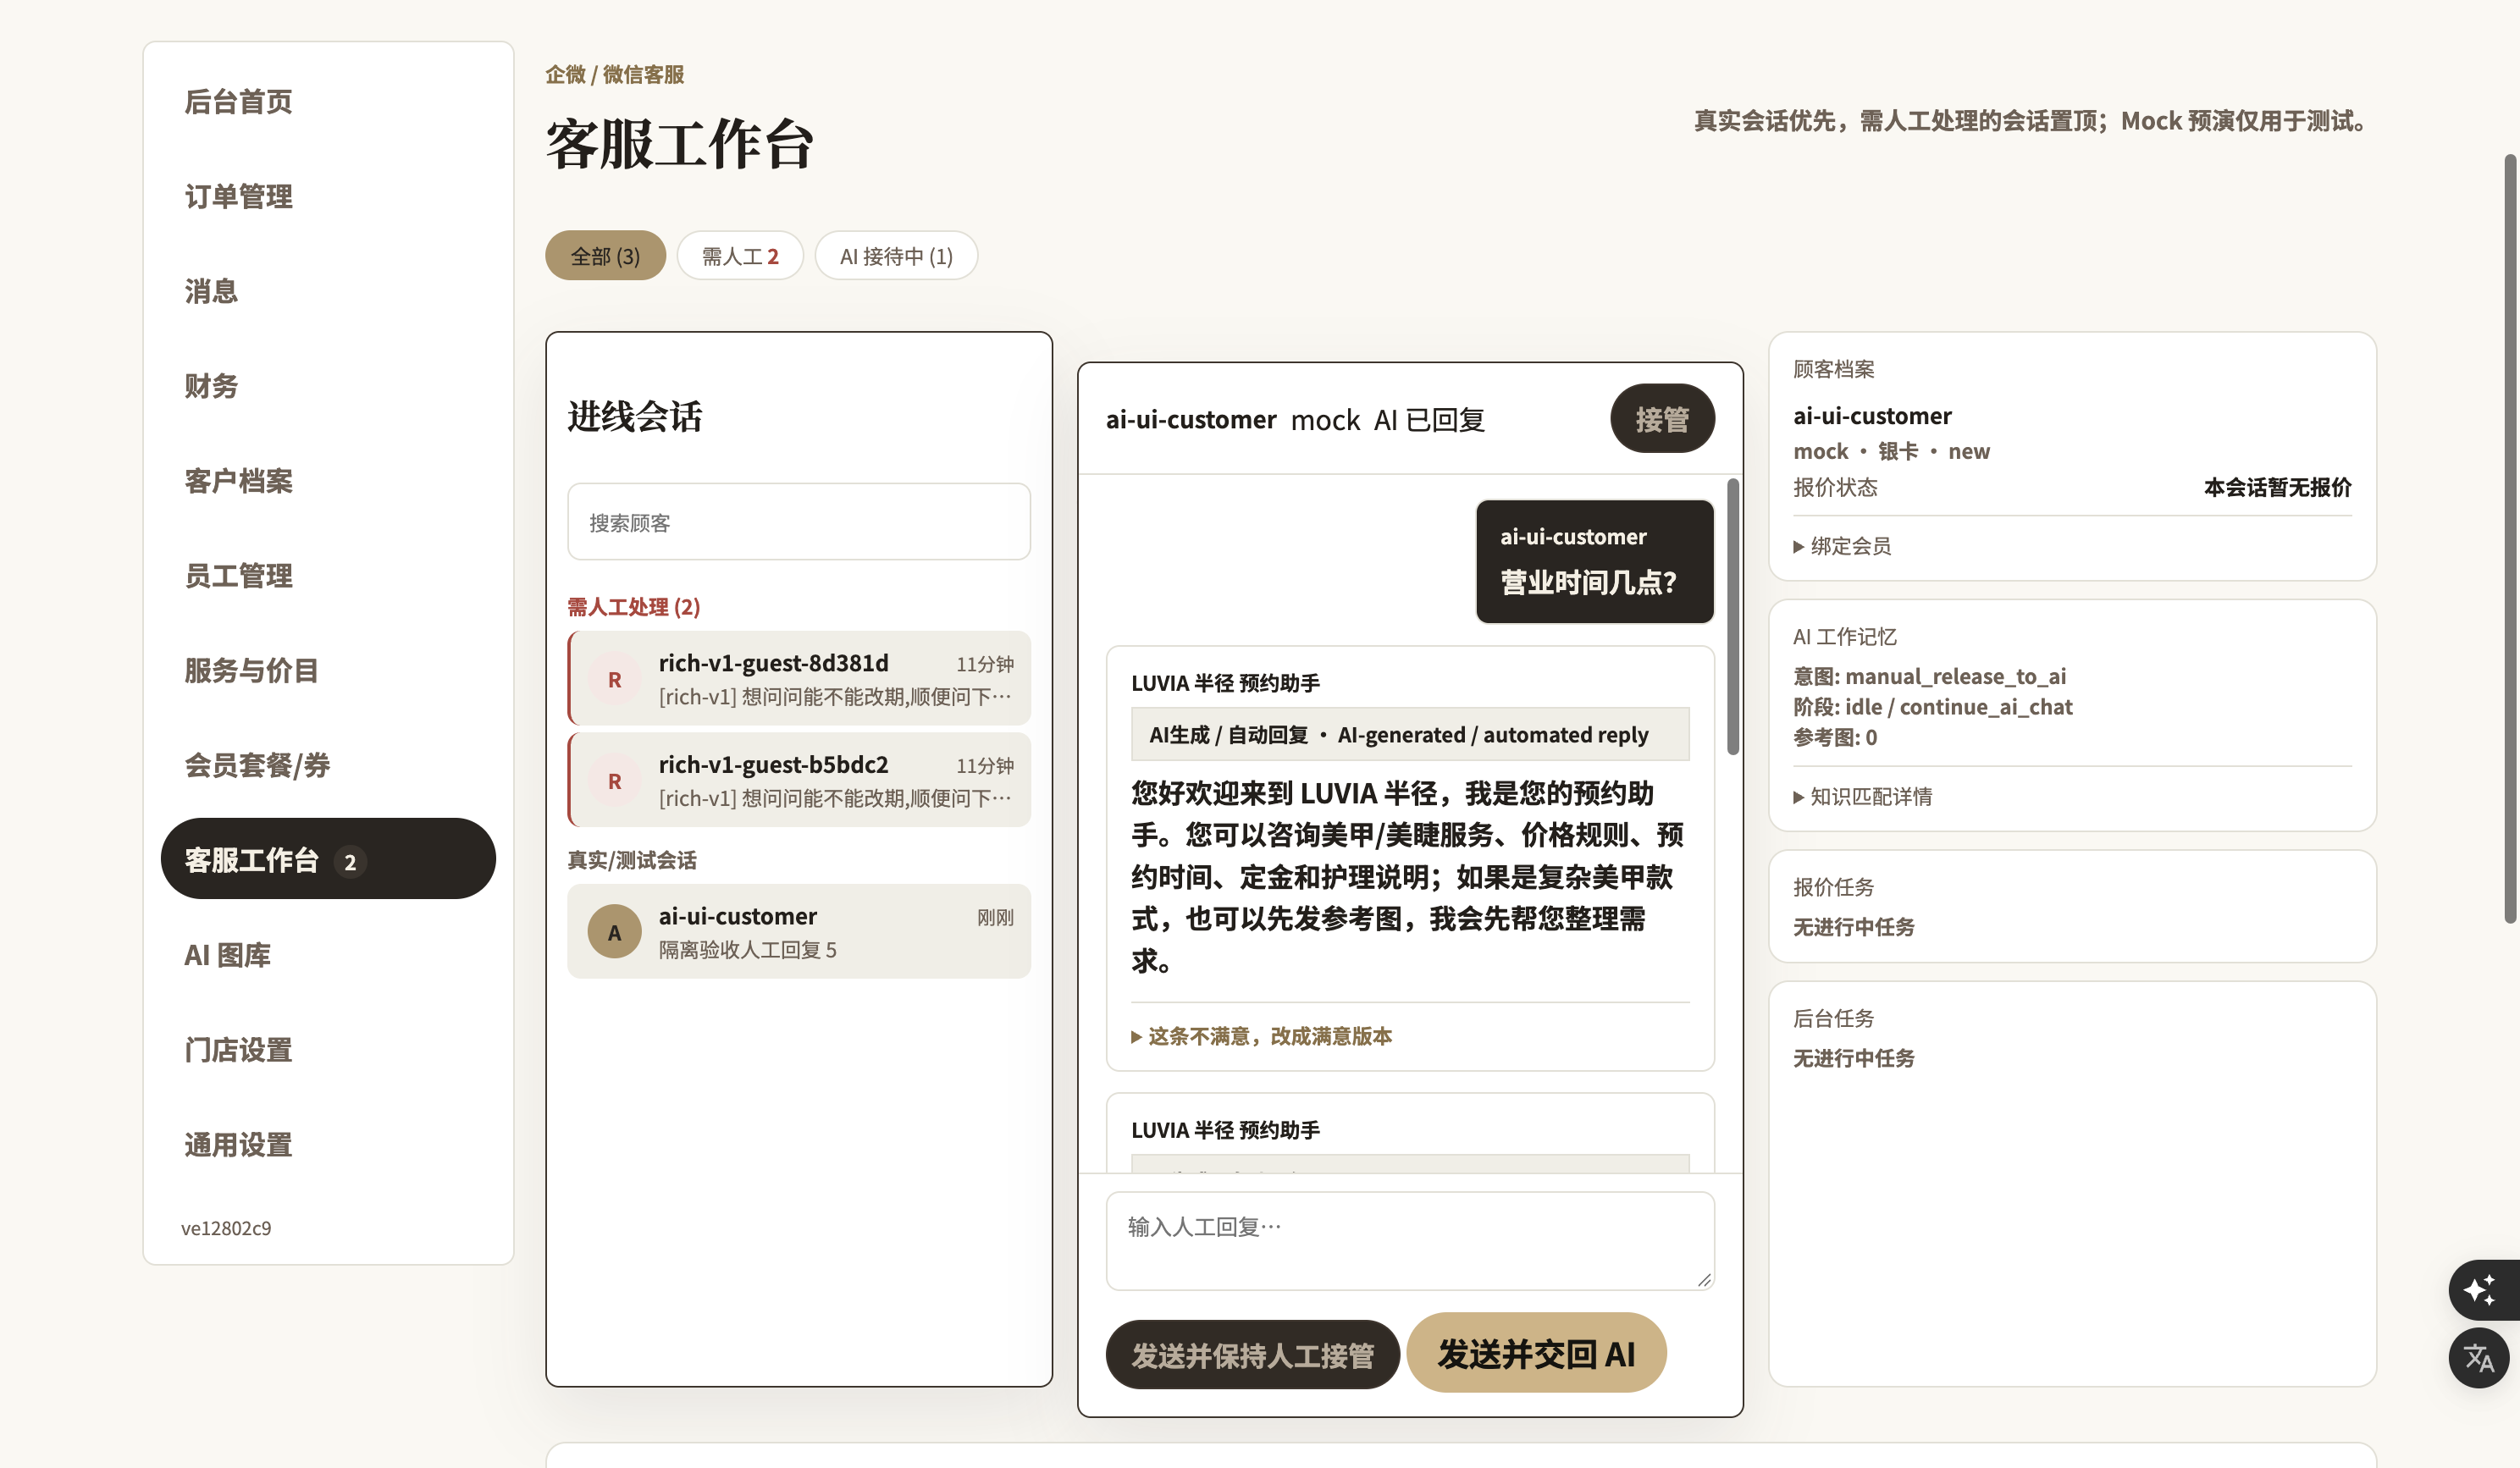 后台首页
订单管理
消息
财务
客户档案
员工管理
服务与价目
会员套餐/券
客服工作台 2
AI 图库
门店设置
通用设置
ve12802c9
企微 / 微信客服
客服工作台
真实会话优先，需人工处理的会话置顶；Mock 预演仅用于测试。
全部 (3)
需人工 2
AI 接待中 (1)
进线会话
搜索顾客
需人工处理 (2)
R
rich-v1-guest-8d381d 11分钟
[rich-v1] 想问问能不能改期,顺便问下…
R
rich-v1-guest-b5bdc2 11分钟
[rich-v1] 想问问能不能改期,顺便问下…
真实/测试会话
A
ai-ui-customer 刚刚
隔离验收人工回复 5
ai-ui-customer mock AI 已回复
接管
ai-ui-customer
营业时间几点？
LUVIA 半径 预约助手
AI生成 / 自动回复 · AI-generated / automated reply
您好欢迎来到 LUVIA 半径，我是您的预约助
手。您可以咨询美甲/美睫服务、价格规则、预
约时间、定金和护理说明；如果是复杂美甲款
式，也可以先发参考图，我会先帮您整理需
求。
▶ 这条不满意，改成满意版本
LUVIA 半径 预约助手
输入人工回复…
发送并保持人工接管
发送并交回 AI
顾客档案
ai-ui-customer
mock · 银卡 · new
报价状态 本会话暂无报价
▶ 绑定会员
AI 工作记忆
意图: manual_release_to_ai
阶段: idle / continue_ai_chat
参考图: 0
▶ 知识匹配详情
报价任务
无进行中任务
后台任务
无进行中任务
文A